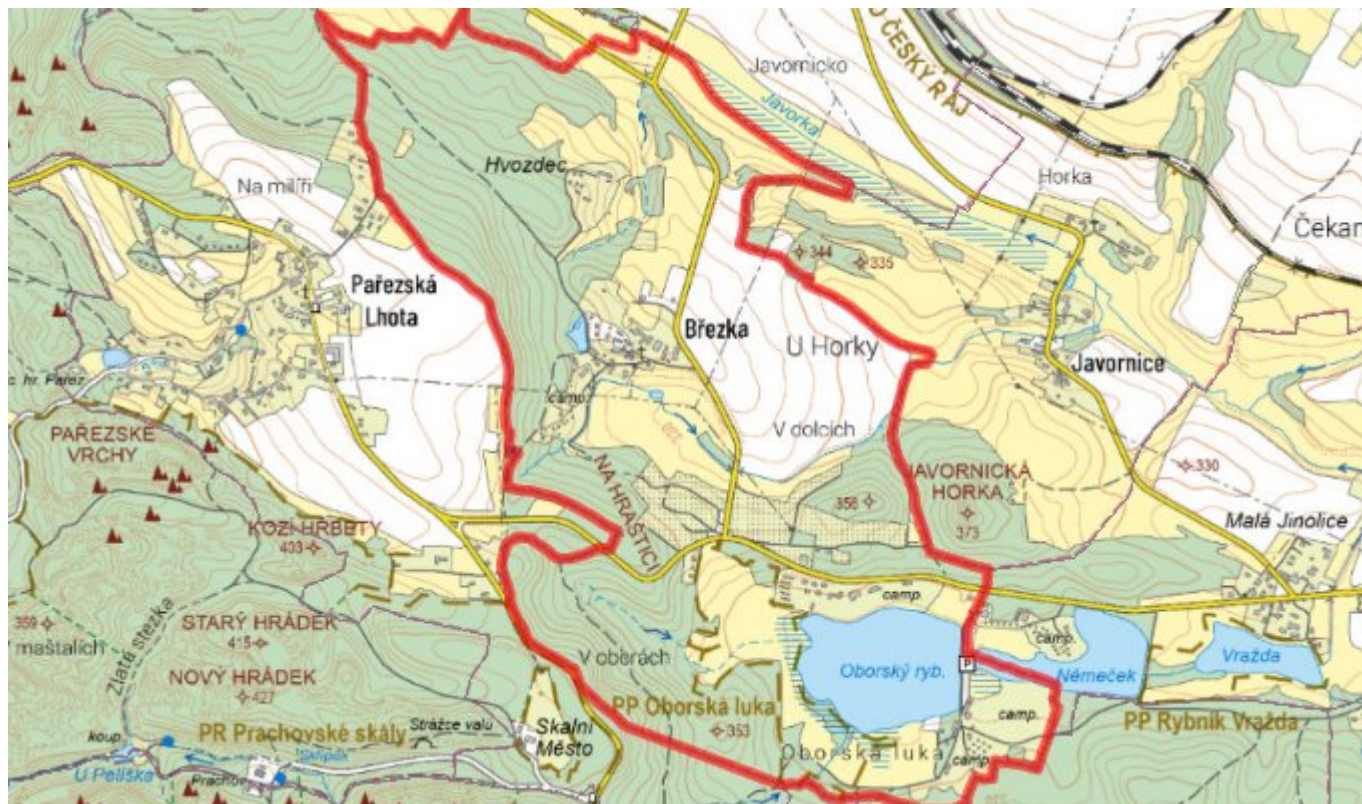 O ČESKÝ RÁJ
Javornicko
Javorka
Hvozdec
Horka
Na milíři
Čekan
344
335
Pařezská
Lhota
Březka
U Horky
Javornice
camp.
PAŘEZSKÉ
VRCHY
V dolcích
NA HRAŠTICI
JAVORNICKÁ
HORKA
356
373
330
Malá Jinolice
KOZÍ HŘBETY
403
Zlatá stezka
359
maštalích
STARÝ HRÁDEK
415
NOVÝ HRÁDEK
427
V oborách
camp.
camp.
Oborský ryb.
P
Němeček
Vražda
PP Oborská luka
353
camp.
PP Rybník Vražda
Oborská luka
camp.
PR Prachovské skály
Strážce valu
Skalní
Město
koup.
U Pelíška
Prachov